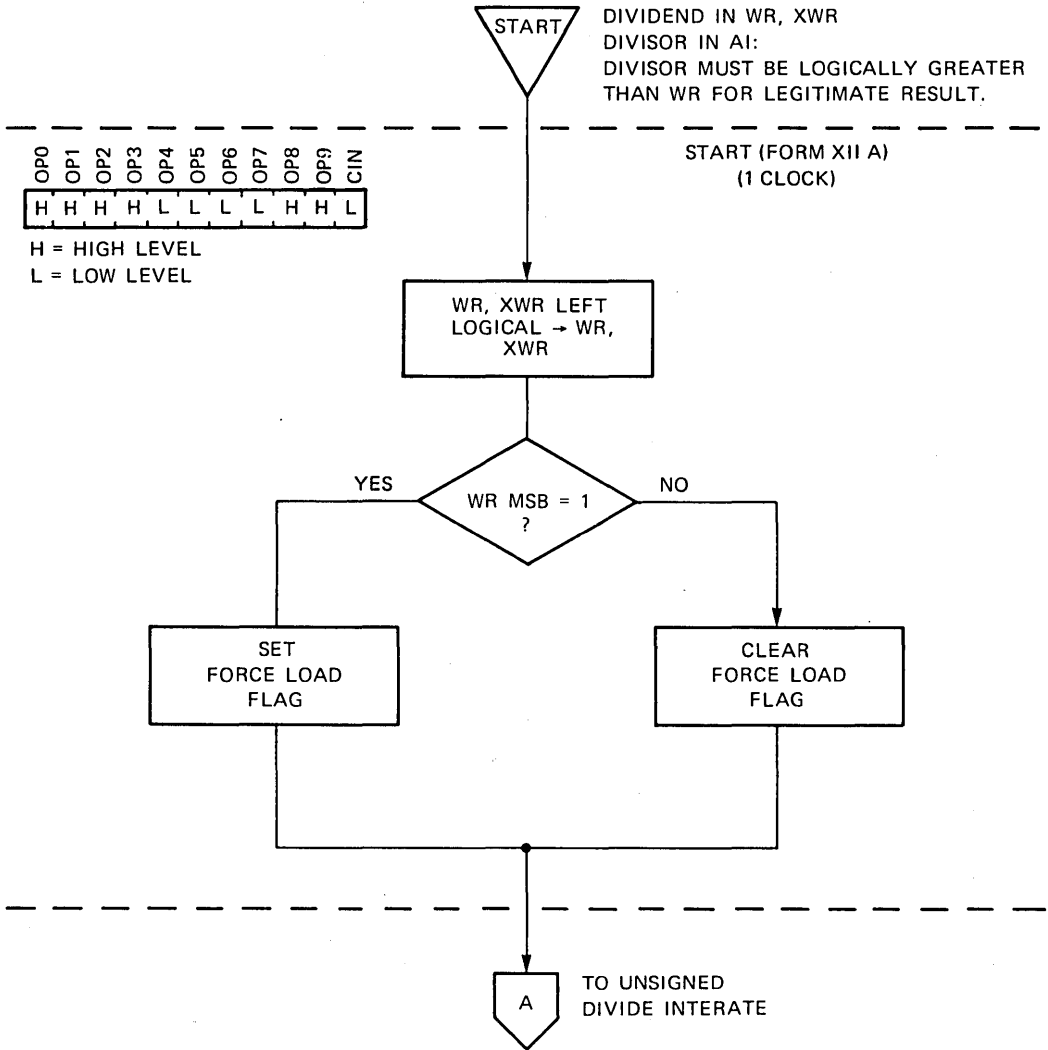 START
DIVIDEND IN WR, XWR
DIVISOR IN AI:
DIVISOR MUST BE LOGICALLY GREATER
THAN WR FOR LEGITIMATE RESULT.
OP0 OP1 OP2 OP3 OP4 OP5 OP6 OP7 OP8 OP9 CIN
H H H H L L L L H H L
H = HIGH LEVEL
L = LOW LEVEL
START (FORM XII A)
(1 CLOCK)
WR, XWR LEFT
LOGICAL → WR,
XWR
YES
WR MSB = 1
?
NO
SET
FORCE LOAD
FLAG
CLEAR
FORCE LOAD
FLAG
A
TO UNSIGNED
DIVIDE INTERATE